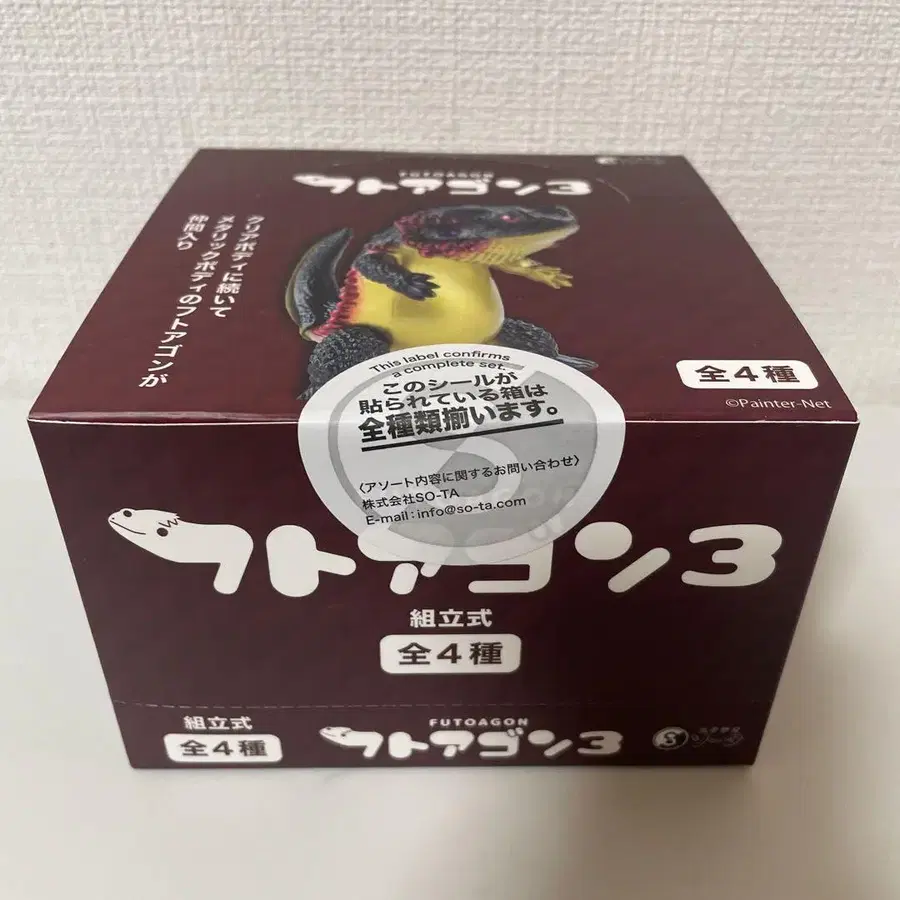 FUTOAGON
フトアゴン3
クリアボディに続いて
メタリックボディのフトアゴンが
仲間入り
全4種
©Painter-Net
This label confirms
a complete set.
このシールが
貼られている箱は
全種類揃います。
〈アソート内容に関するお問い合わせ〉
株式会社SO-TA
E-mail:info@so-ta.com
フトアゴン3
組立式
全4種
組立式
全4種
FUTOAGON
フトアゴン3